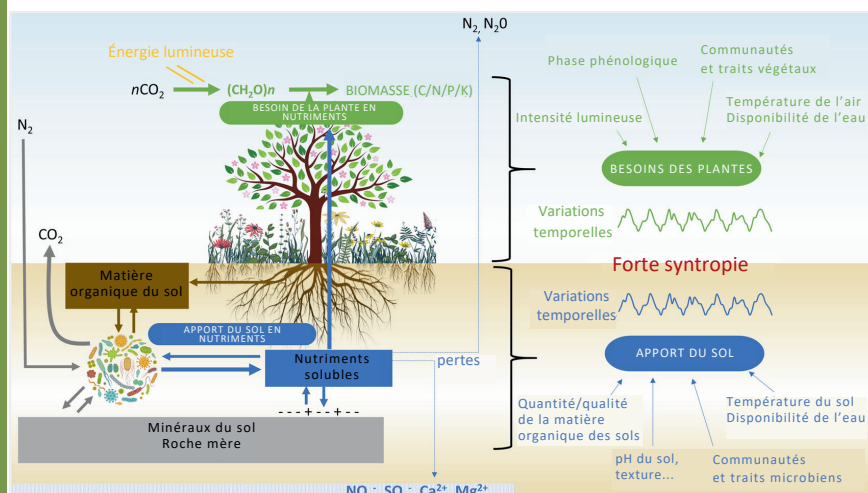 N₂, N₂0
Énergie lumineuse
nCO₂
(CH₂O)n
BIOMASSE (C/N/P/K)
BESOIN DE LA PLANTE EN
NUTRIMENTS
N₂
CO₂
Matière
organique du sol
APPORT DU SOL EN
NUTRIMENTS
Nutriments
solubles
pertes
- - - + - - + - -
Minéraux du sol
Roche mère
NO₃⁻ SO₄⁻ Ca²⁺ Mg²⁺
Phase phénologique
Communautés
et traits végétaux
Intensité lumineuse
Température de l'air
Disponibilité de l'eau
BESOINS DES PLANTES
Variations
temporelles
Forte syntropie
Variations
temporelles
APPORT DU SOL
Quantité/qualité
de la matière
organique des sols
Température du sol
Disponibilité de l'eau
pH du sol,
texture...
Communautés
et traits microbiens